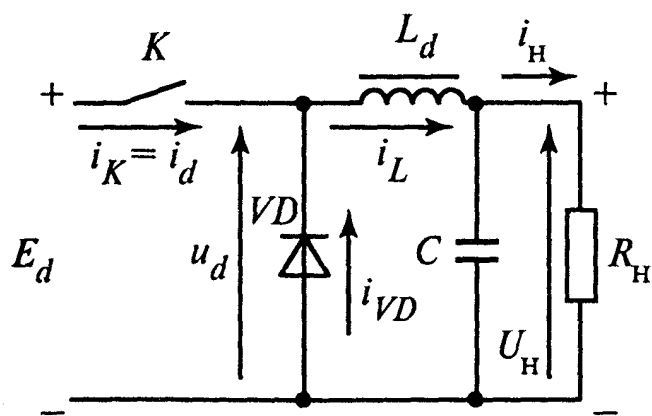 K
L_d
i_н
+
+
i_K = i_d
i_L
E_d
u_d
VD
i_VD
C
U_н
R_н
−
−